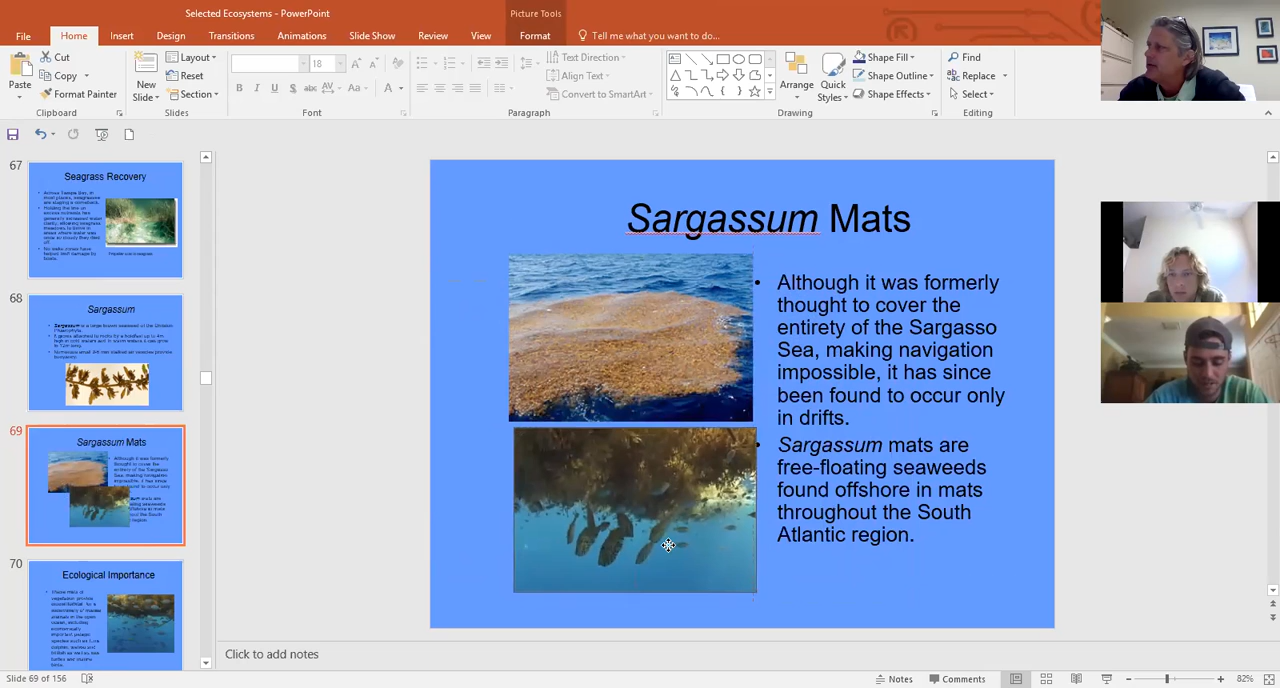 Selected Ecosystems - PowerPoint
Picture Tools
File Home Insert Design Transitions Animations Slide Show Review View Format Tell me what you want to do...
Paste
Cut
Copy
Format Painter
Clipboard
New
Slide
Layout
Reset
Section
Slides
18
B I U S abc AV Aa A
Font
Text Direction
Align Text
Convert to SmartArt
Paragraph
Arrange
Quick
Styles
Shape Fill
Shape Outline
Shape Effects
Drawing
Find
Replace
Select
Editing
67
Seagrass Recovery
68
Sargassum
69
Sargassum Mats
70
Ecological Importance
Sargassum Mats
• Although it was formerly
thought to cover the
entirety of the Sargasso
Sea, making navigation
impossible, it has since
been found to occur only
in drifts.
• Sargassum mats are
free-floating seaweeds
found offshore in mats
throughout the South
Atlantic region.
Click to add notes
Slide 69 of 156
Notes
Comments
82%